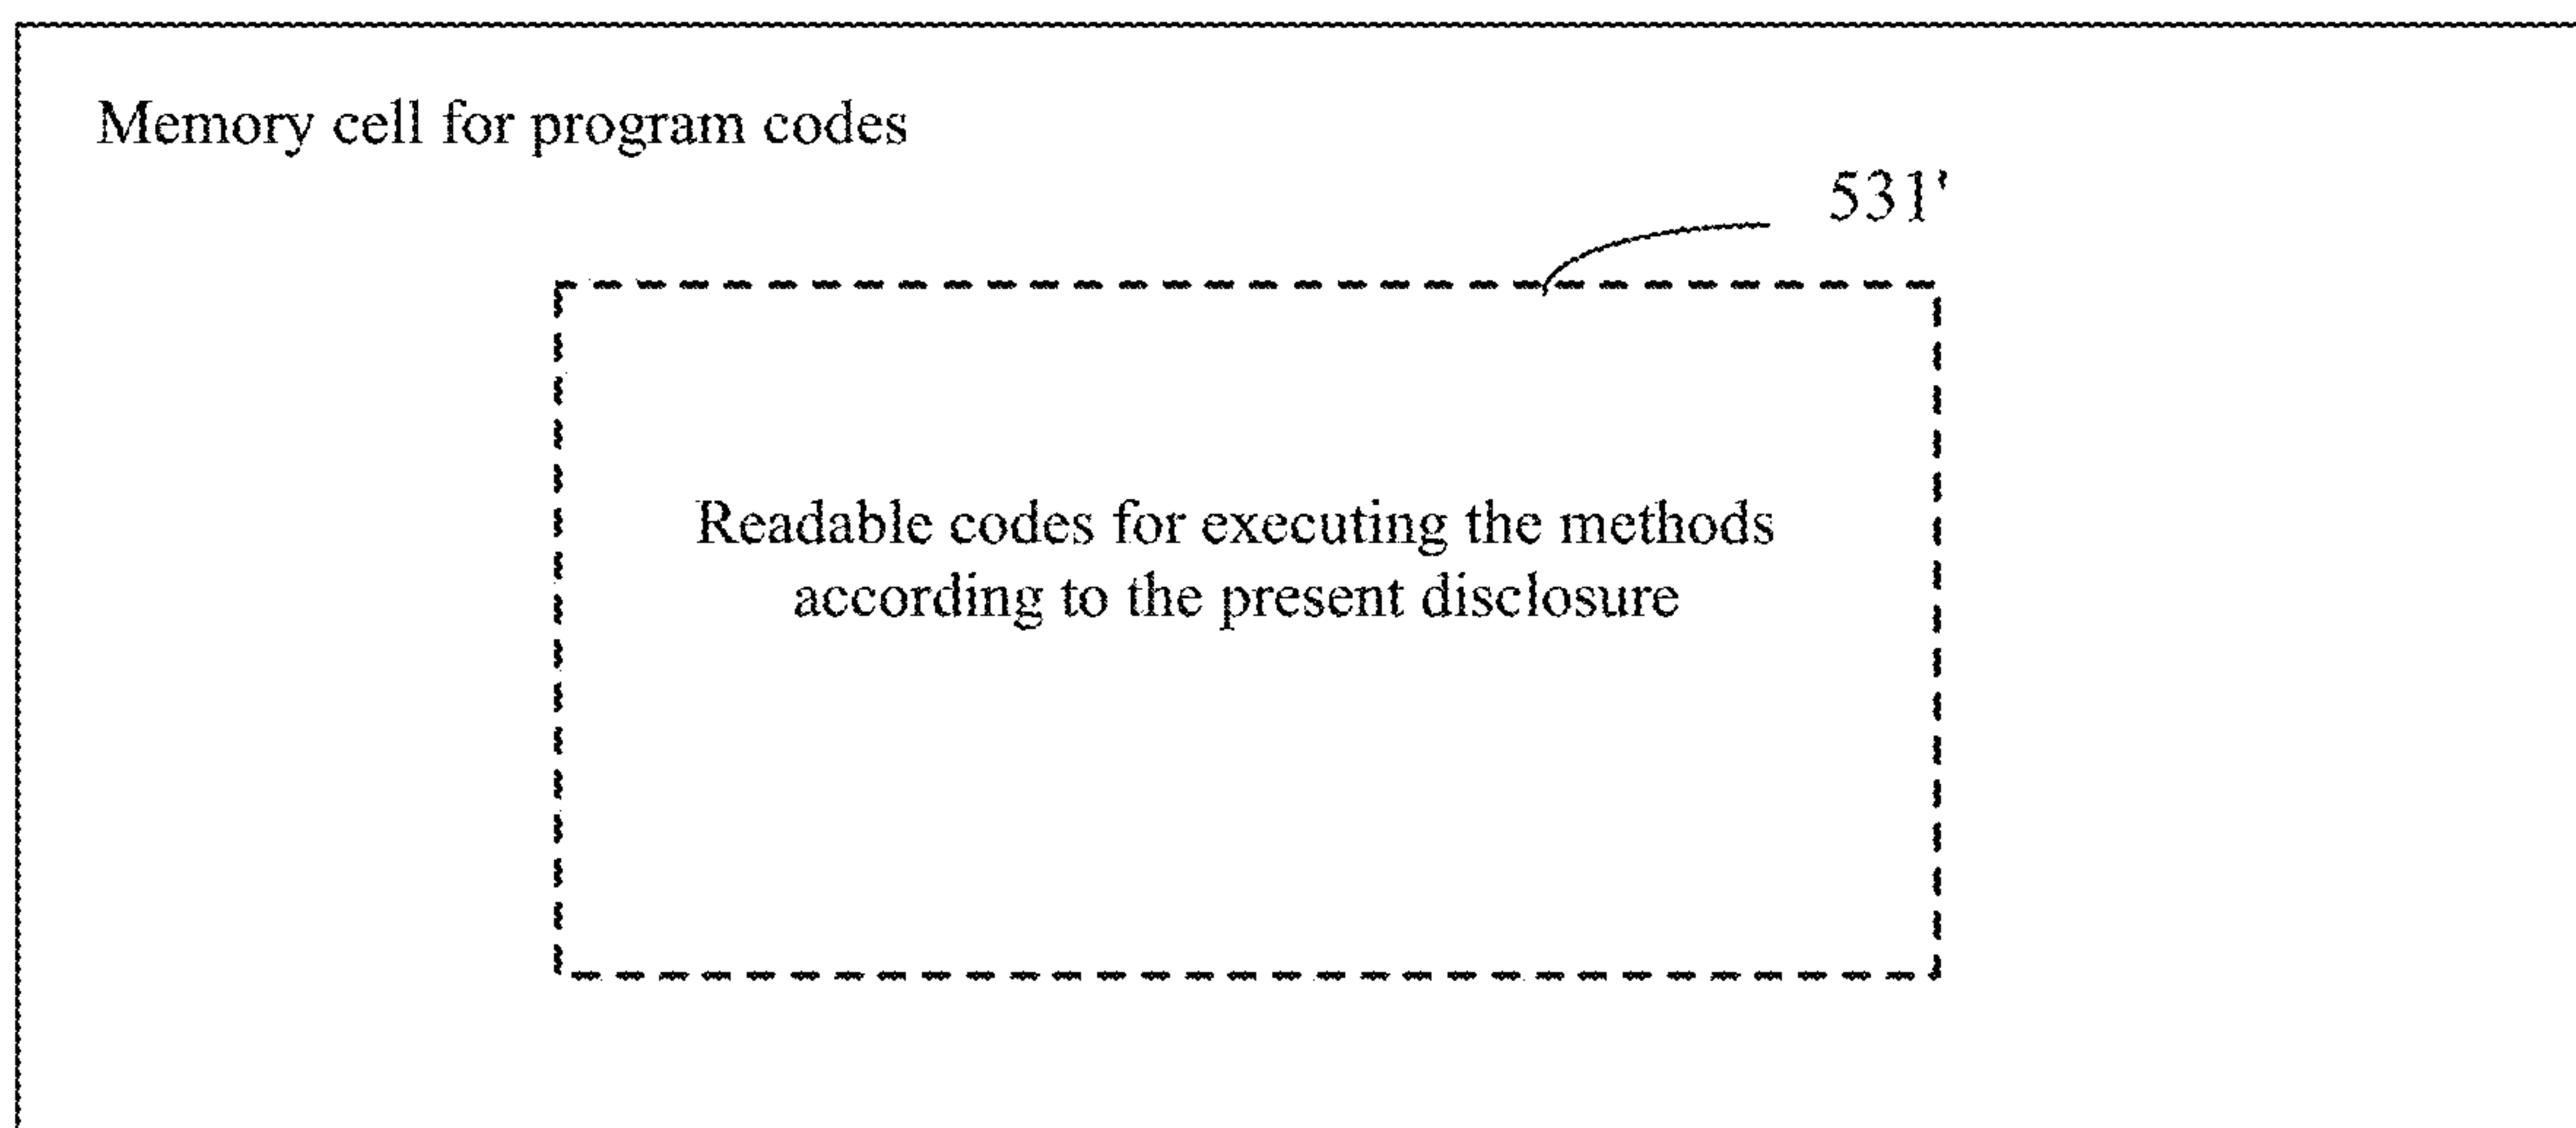 Memory cell for program codes
531'
Readable codes for executing the methods
according to the present disclosure